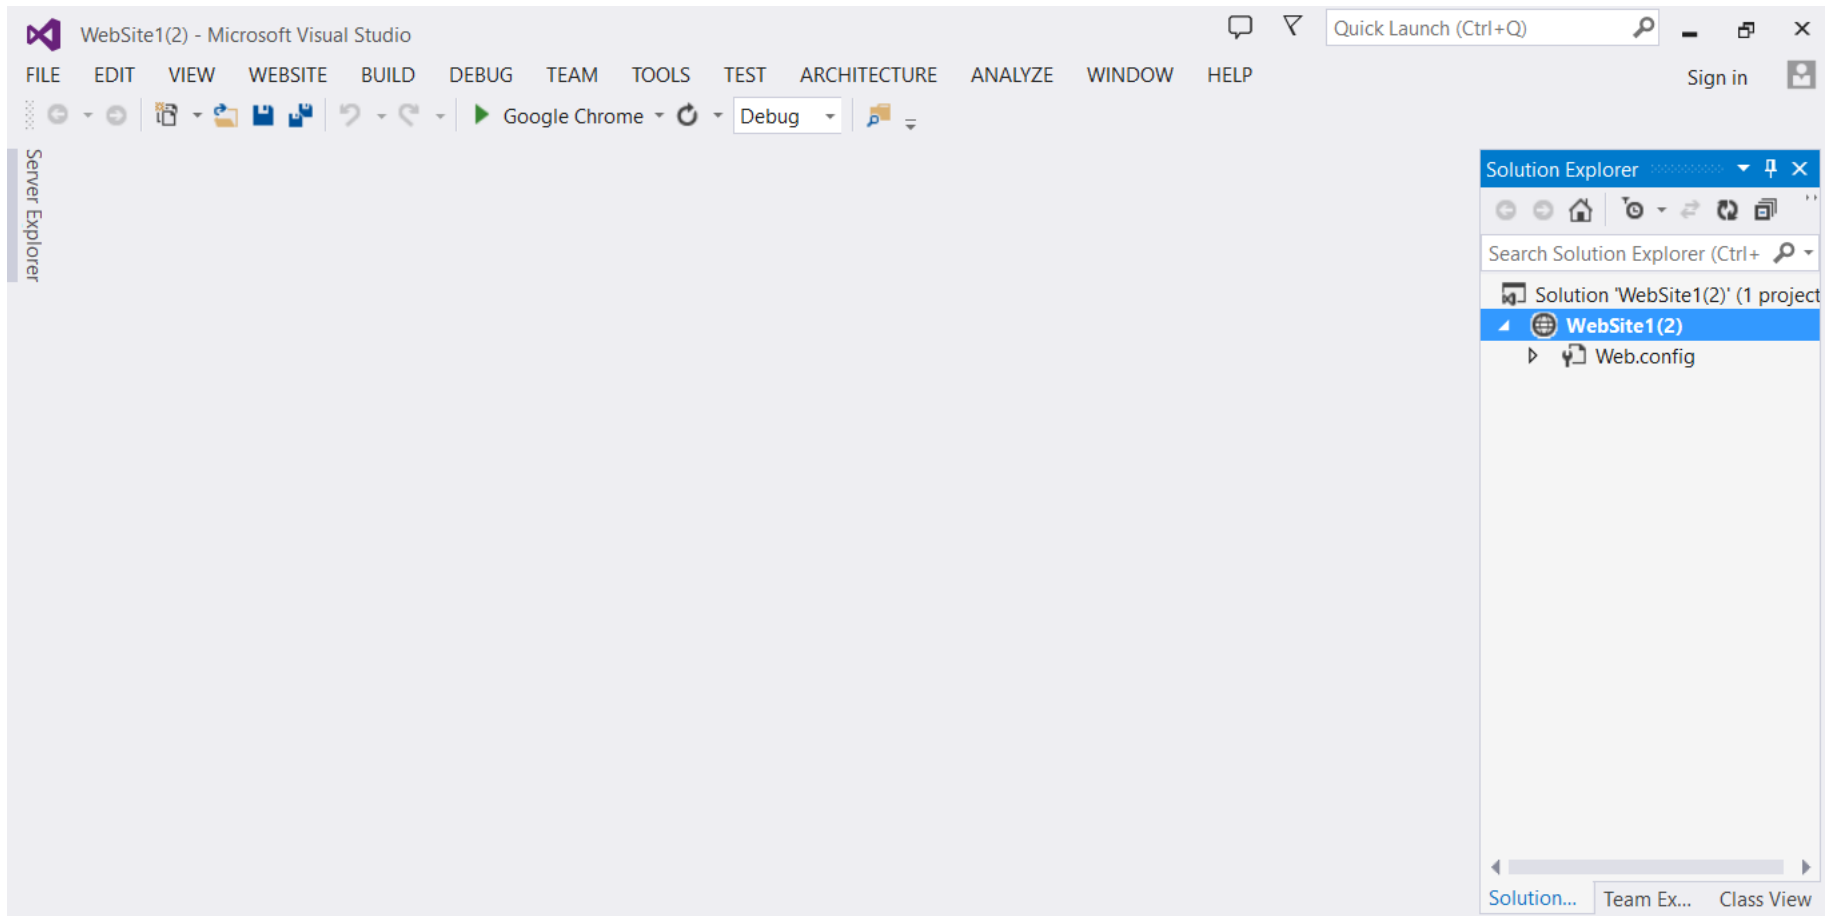 WebSite1(2) - Microsoft Visual Studio
Quick Launch (Ctrl+Q)
FILE EDIT VIEW WEBSITE BUILD DEBUG TEAM TOOLS TEST ARCHITECTURE ANALYZE WINDOW HELP
Sign in
Google Chrome
Debug
Server Explorer
Solution Explorer
Search Solution Explorer (Ctrl+
Solution 'WebSite1(2)' (1 project
WebSite1(2)
Web.config
Solution... Team Ex... Class View